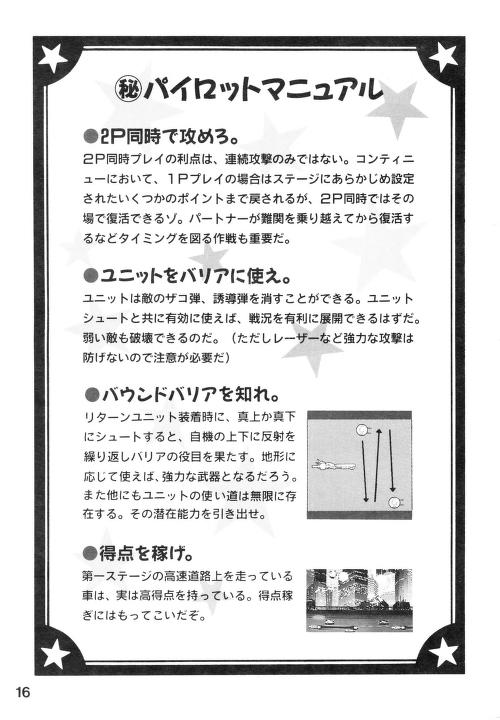 ㊙パイロットマニュアル
●2P同時で攻めろ。
2P同時プレイの利点は、連続攻撃のみではない。コンティニ
ューにおいて、1Pプレイの場合はステージにあらかじめ設定
されたいくつかのポイントまで戻されるが、2P同時ではその
場で復活できるゾ。パートナーが難関を乗り越えてから復活す
るなどタイミングを図る作戦も重要だ。
●ユニットをバリアに使え。
ユニットは敵のザコ弾、誘導弾を消すことができる。ユニット
シュートと共に有効に使えば、戦況を有利に展開できるはずだ。
弱い敵も破壊できるのだ。（ただしレーザーなど強力な攻撃は
防げないので注意が必要だ）
●バウンドバリアを知れ。
リターンユニット装着時に、真上か真下
にシュートすると、自機の上下に反射を
繰り返しバリアの役目を果たす。地形に
応じて使えば、強力な武器となるだろう。
また他にもユニットの使い道は無限に存
在する。その潜在能力を引き出せ。
●得点を稼げ。
第一ステージの高速道路上を走っている
車は、実は高得点を持っている。得点稼
ぎにはもってこいだぞ。
16